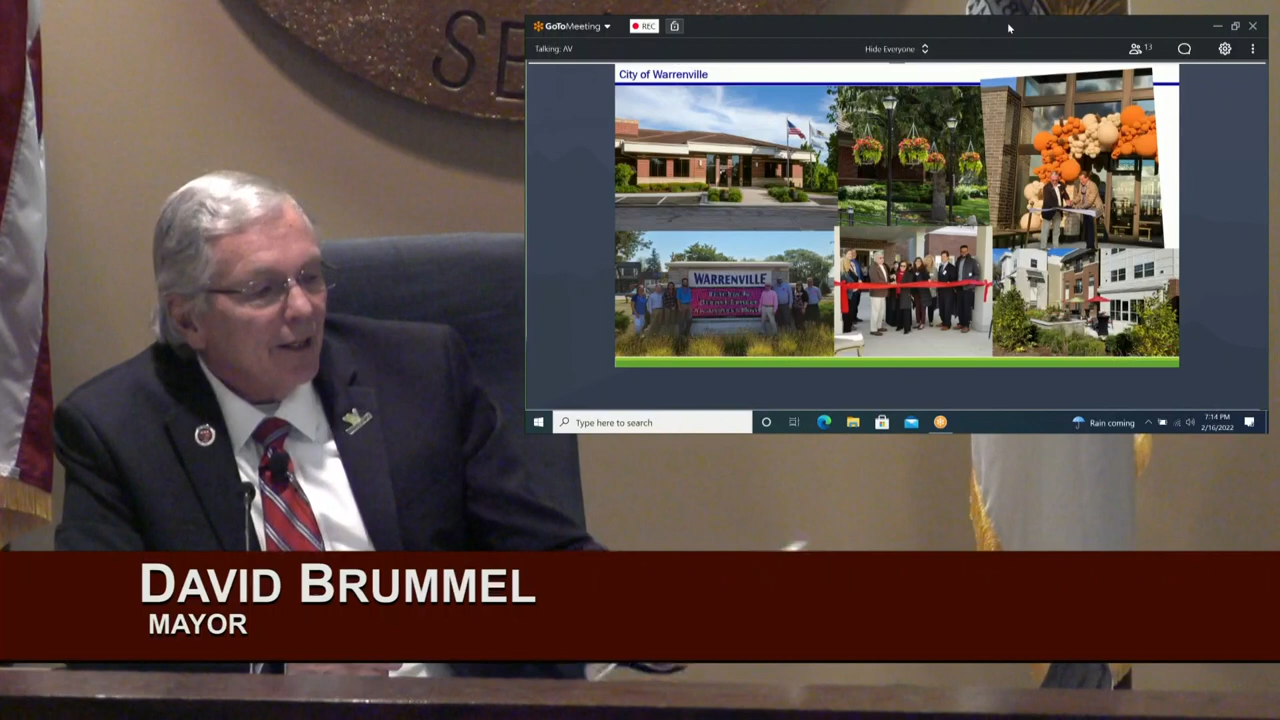 SE
GoToMeeting
REC
Talking: AV
Hide Everyone
13
City of Warrenville
WARRENVILLE
Type here to search
Rain coming
7:14 PM
2/16/2022
DAVID BRUMMEL
MAYOR